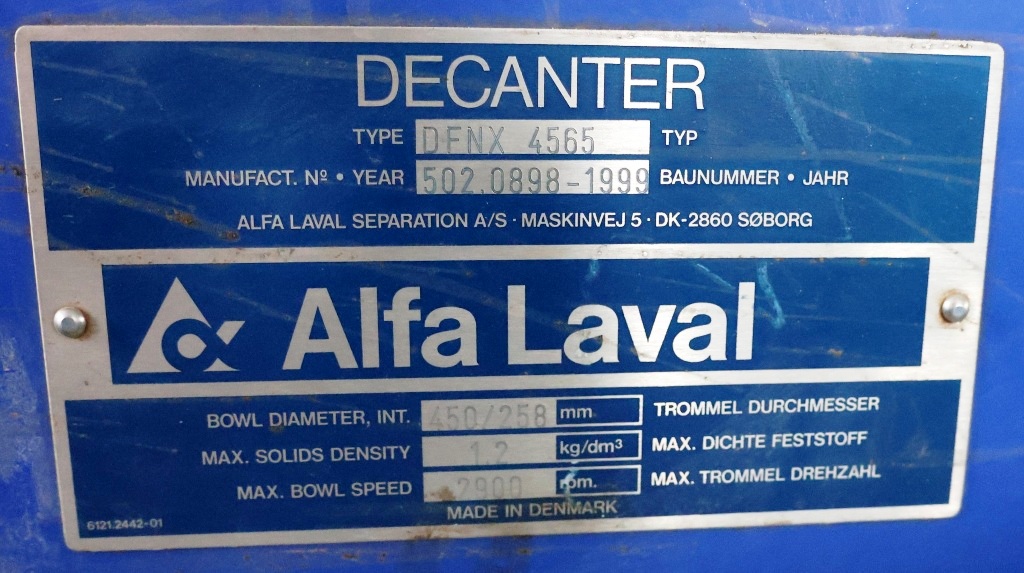 DECANTER
TYPE DFNX 4565 TYP
MANUFACT. Nº • YEAR 502.0898-1999 BAUNUMMER • JAHR
ALFA LAVAL SEPARATION A/S · MASKINVEJ 5 · DK-2860 SØBORG
Alfa Laval
BOWL DIAMETER, INT. 450/258 mm TROMMEL DURCHMESSER
MAX. SOLIDS DENSITY 1.2 kg/dm³ MAX. DICHTE FESTSTOFF
MAX. BOWL SPEED 2900 rpm. MAX. TROMMEL DREHZAHL
MADE IN DENMARK
6121.2442-01